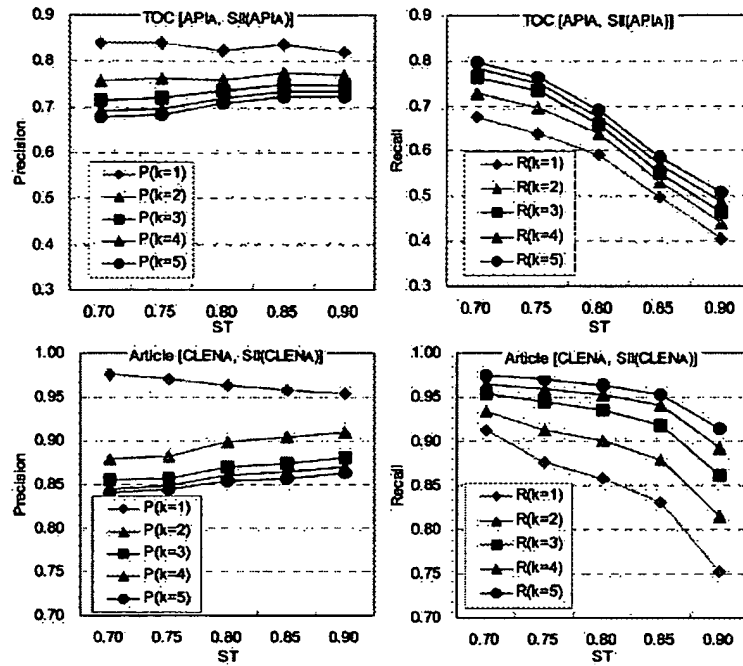 TOC [APIA, SII(APIA)]
0.9
0.8
0.7
0.6
0.5
0.4
0.3
Precision
P(k=1)
P(k=2)
P(k=3)
P(k=4)
P(k=5)
0.70 0.75 0.80 0.85 0.90
ST
TOC [APIA, SII(APIA)]
0.9
0.8
0.7
0.6
0.5
0.4
0.3
Recall
R(k=1)
R(k=2)
R(k=3)
R(k=4)
R(k=5)
0.70 0.75 0.80 0.85 0.90
ST
Article [CLENA, SII(CLENA)]
1.00
0.95
0.90
0.85
0.80
0.75
0.70
Precision
P(k=1)
P(k=2)
P(k=3)
P(k=4)
P(k=5)
0.70 0.75 0.80 0.85 0.90
ST
Article [CLENA, SII(CLENA)]
1.00
0.95
0.90
0.85
0.80
0.75
0.70
Recall
R(k=1)
R(k=2)
R(k=3)
R(k=4)
R(k=5)
0.70 0.75 0.80 0.85 0.90
ST